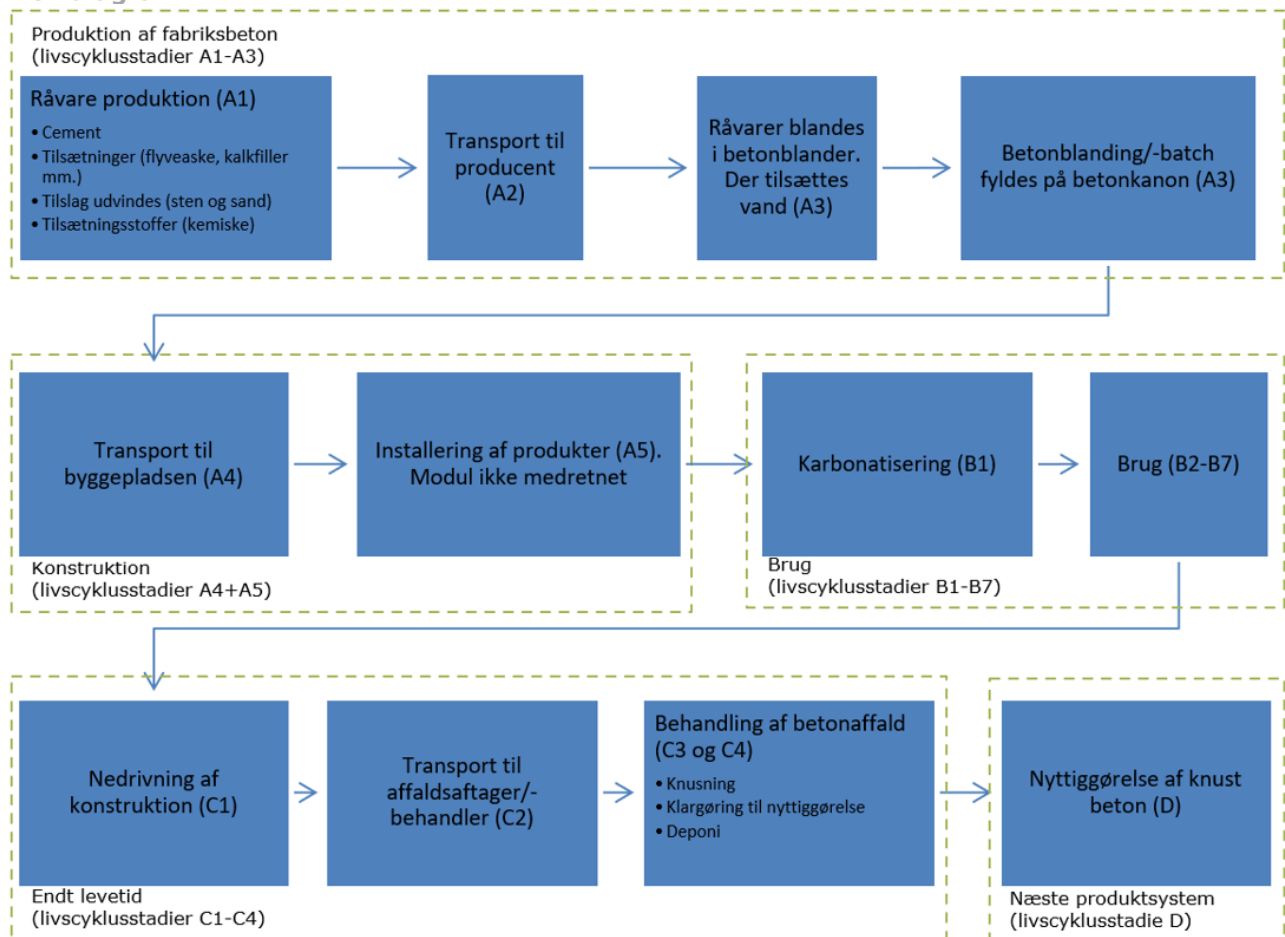 Produktion af fabriksbeton
(livscyklusstadier A1-A3)
Råvare produktion (A1)
• Cement
• Tilsætninger (flyveaske, kalkfiller
mm.)
• Tilslag udvindes (sten og sand)
• Tilsætningsstoffer (kemiske)
Transport til
producent
(A2)
Råvarer blandes
i betonblander.
Der tilsættes
vand (A3)
Betonblanding/-batch
fyldes på betonkanon (A3)
Transport til
byggepladsen (A4)
Installering af produkter (A5).
Modul ikke medretnet
Konstruktion
(livscyklusstadier A4+A5)
Karbonatisering (B1)
Brug (B2-B7)
Brug
(livscyklusstadier B1-B7)
Nedrivning af
konstruktion (C1)
Transport til
affaldsaftager/-
behandler (C2)
Behandling af betonaffald
(C3 og C4)
• Knusning
• Klargøring til nyttiggørelse
• Deponi
Endt levetid
(livscyklusstadier C1-C4)
Nyttiggørelse af knust
beton (D)
Næste produktsystem
(livscyklusstadie D)